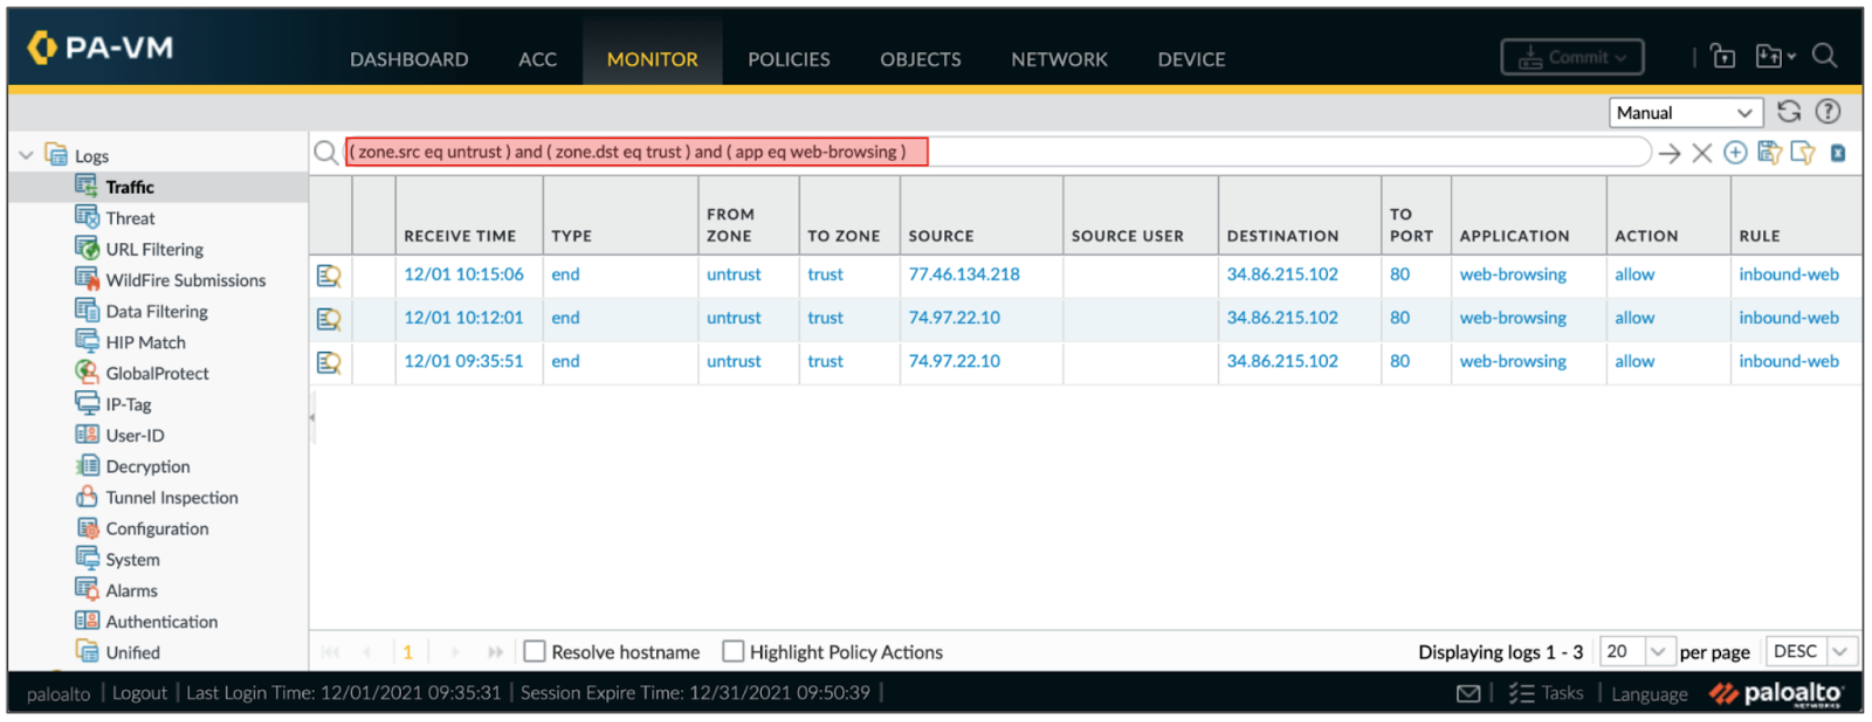 PA-VM
DASHBOARD ACC MONITOR POLICIES OBJECTS NETWORK DEVICE Commit
Manual
Logs
Traffic
Threat
URL Filtering
WildFire Submissions
Data Filtering
HIP Match
GlobalProtect
IP-Tag
User-ID
Decryption
Tunnel Inspection
Configuration
System
Alarms
Authentication
Unified
( zone.src eq untrust ) and ( zone.dst eq trust ) and ( app eq web-browsing )
RECEIVE TIME TYPE FROM ZONE TO ZONE SOURCE SOURCE USER DESTINATION TO PORT APPLICATION ACTION RULE
12/01 10:15:06 end untrust trust 77.46.134.218 34.86.215.102 80 web-browsing allow inbound-web
12/01 10:12:01 end untrust trust 74.97.22.10 34.86.215.102 80 web-browsing allow inbound-web
12/01 09:35:51 end untrust trust 74.97.22.10 34.86.215.102 80 web-browsing allow inbound-web
1 Resolve hostname Highlight Policy Actions Displaying logs 1 - 3 20 per page DESC
paloalto | Logout | Last Login Time: 12/01/2021 09:35:31 | Session Expire Time: 12/31/2021 09:50:39 | | Tasks | Language paloalto
NETWORKS